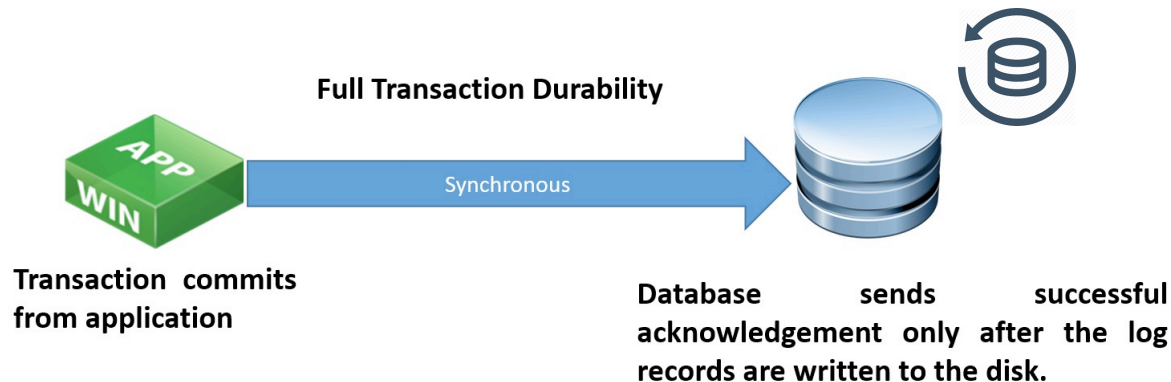 Full Transaction Durability
APP
WIN
Synchronous
Transaction commits
from application
Database sends successful
acknowledgement only after the log
records are written to the disk.